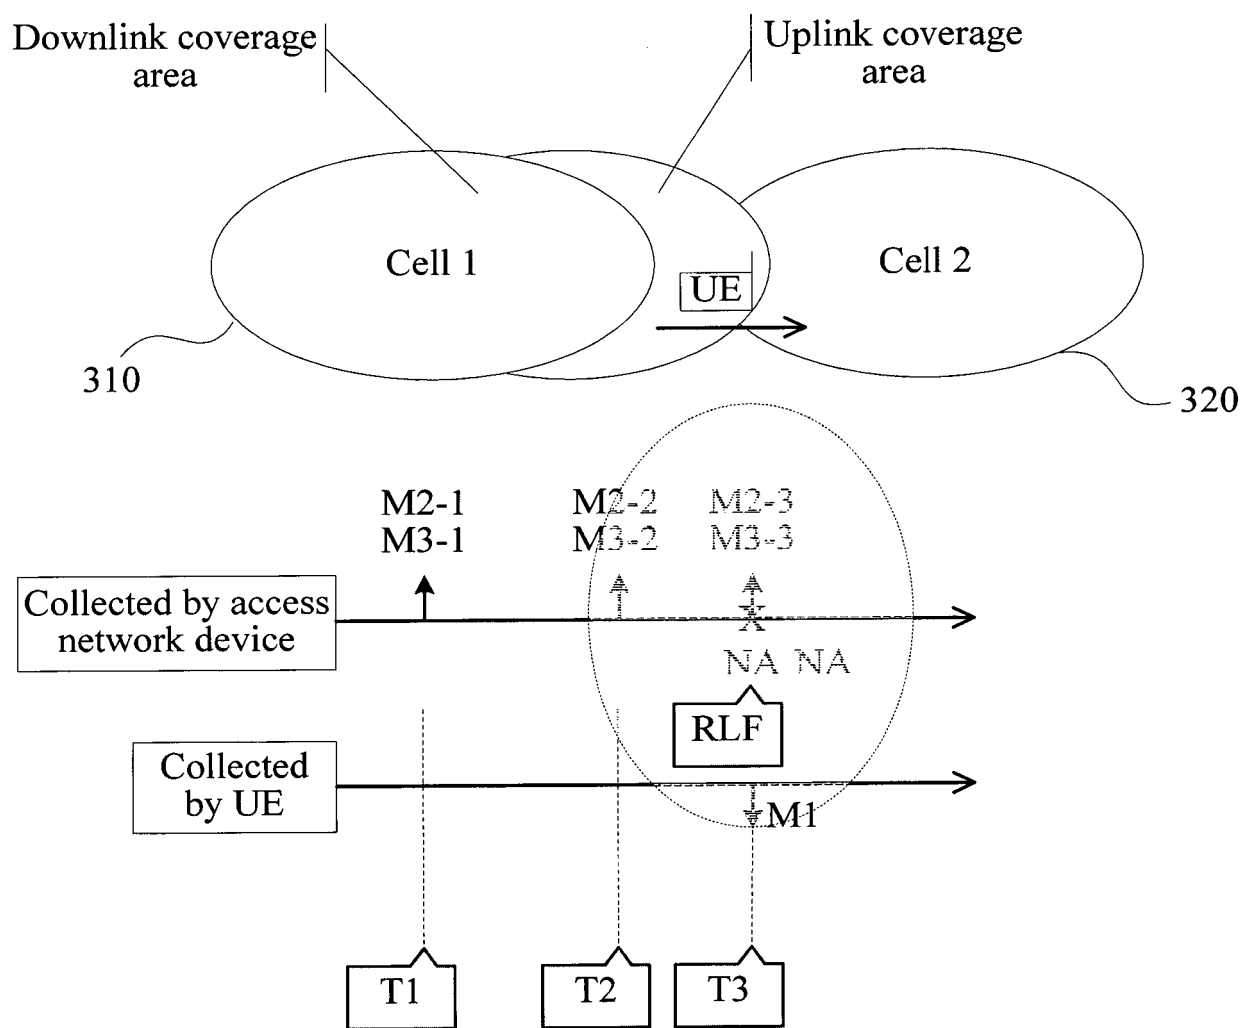 Downlink coverage
area
Uplink coverage
area
Cell 1
Cell 2
UE
310
320
M2-1
M3-1
M2-2
M3-2
M2-3
M3-3
Collected by access
network device
NA NA
RLF
Collected
by UE
M1
T1
T2
T3